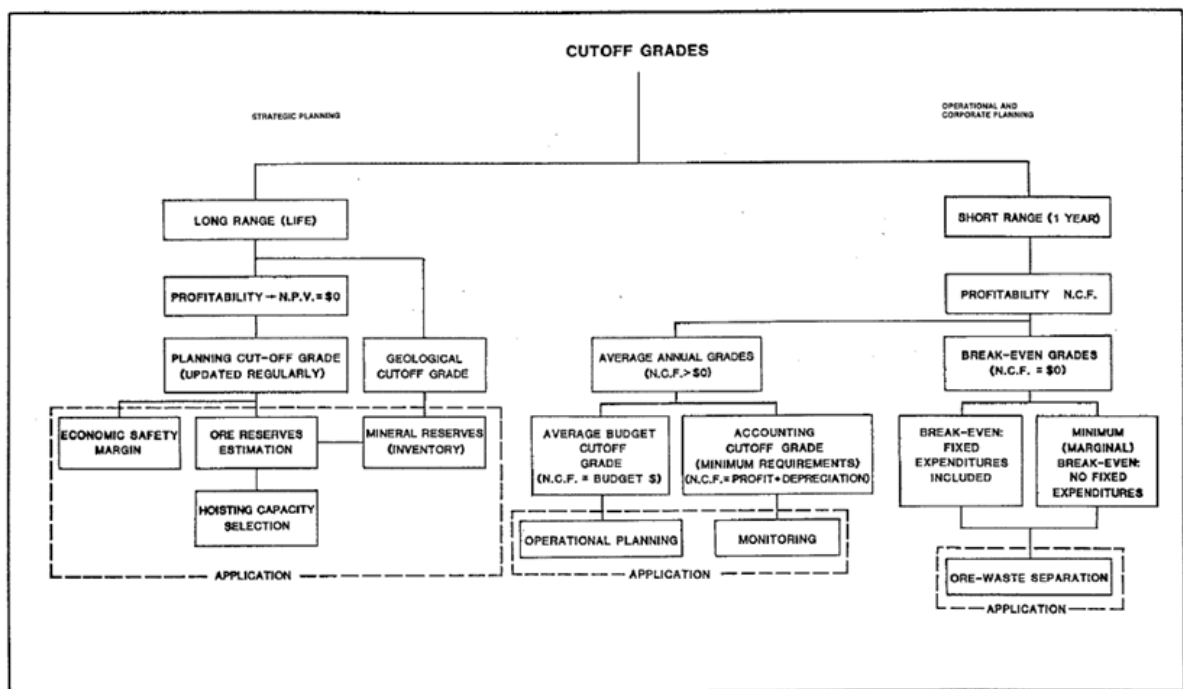 CUTOFF GRADES
STRATEGIC PLANNING
OPERATIONAL AND
CORPORATE PLANNING
LONG RANGE (LIFE)
SHORT RANGE (1 YEAR)
PROFITABILITY → N.P.V. = $0
PROFITABILITY N.C.F.
PLANNING CUT-OFF GRADE
(UPDATED REGULARLY)
GEOLOGICAL
CUTOFF GRADE
AVERAGE ANNUAL GRADES
(N.C.F. > $0)
BREAK-EVEN GRADES
(N.C.F. = $0)
ECONOMIC SAFETY
MARGIN
ORE RESERVES
ESTIMATION
MINERAL RESERVES
(INVENTORY)
AVERAGE BUDGET
CUTOFF
GRADE
(N.C.F. = BUDGET $)
ACCOUNTING
CUTOFF GRADE
(MINIMUM REQUIREMENTS)
(N.C.F. = PROFIT + DEPRECIATION)
BREAK-EVEN:
FIXED
EXPENDITURES
INCLUDED
MINIMUM
(MARGINAL)
BREAK-EVEN:
NO FIXED
EXPENDITURES
HOISTING CAPACITY
SELECTION
OPERATIONAL PLANNING
MONITORING
ORE-WASTE SEPARATION
APPLICATION
APPLICATION
APPLICATION